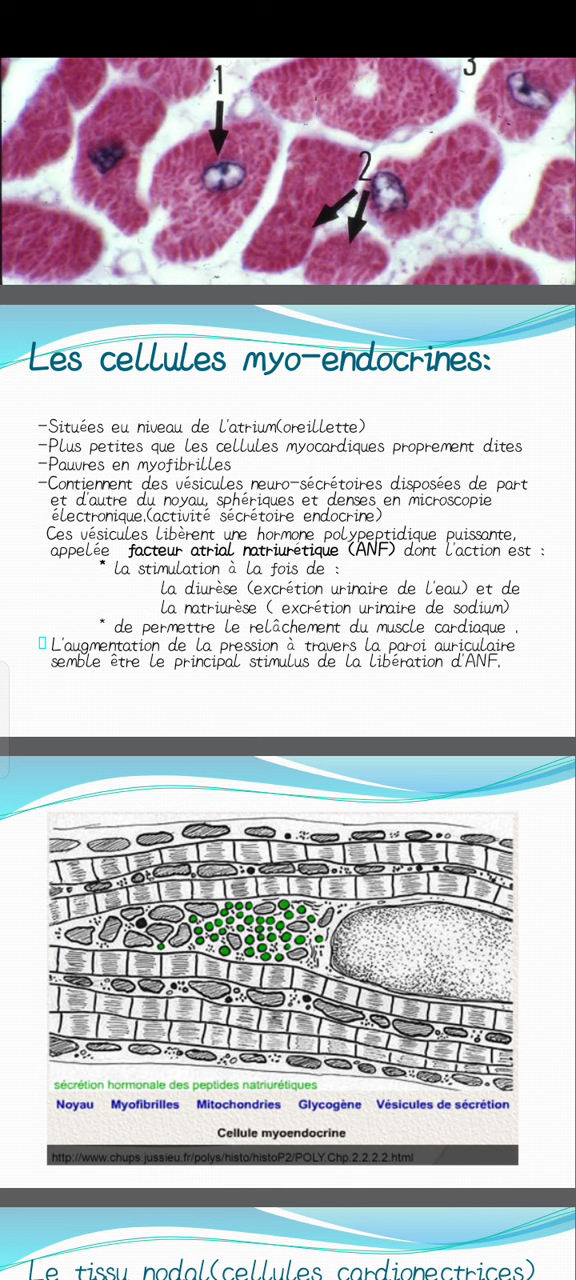 1
3
2
Les cellules myo-endocrines:
-Situées eu niveau de l'atrium(oreillette)
-Plus petites que les cellules myocardiques proprement dites
-Pauvres en myofibrilles
-Contiennent des vésicules neuro-sécrétoires disposées de part
et d'autre du noyau, sphériques et denses en microscopie
électronique.(activité sécrétoire endocrine)
Ces vésicules libèrent une hormone polypeptidique puissante,
appelée facteur atrial natriurétique (ANF) dont l'action est :
* la stimulation à la fois de :
la diurèse (excrétion urinaire de l'eau) et de
la natriurèse ( excrétion urinaire de sodium)
* de permettre le relâchement du muscle cardiaque .
L'augmentation de la pression à travers la paroi auriculaire
semble être le principal stimulus de la libération d'ANF.
sécrétion hormonale des peptides natriurétiques
Noyau Myofibrilles Mitochondries Glycogène Vésicules de sécrétion
Cellule myoendocrine
http://www.chups.jussieu.fr/polys/histo/histoP2/POLY.Chp.2.2.2.2.html
Le tissu nodal(cellules cardionectrices)